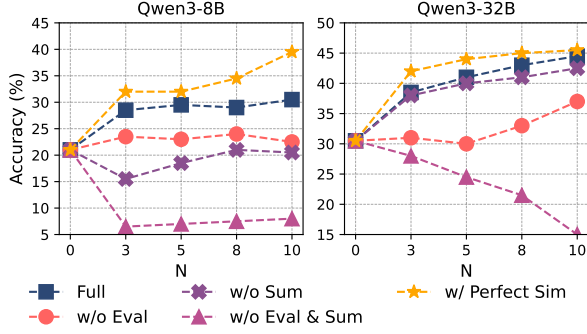 Qwen3-8B
Qwen3-32B
Accuracy (%)
45
40
35
30
25
20
15
10
5
0 3 5 8 10
N
50
45
40
35
30
25
20
15
0 3 5 8 10
N
Full
w/o Sum
w/ Perfect Sim
w/o Eval
w/o Eval & Sum